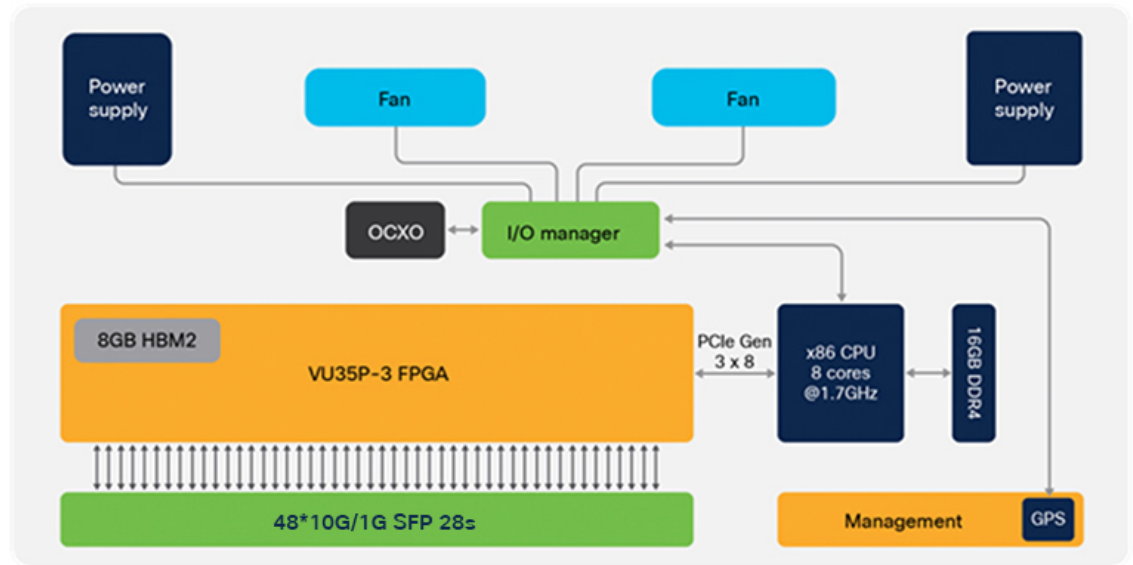 Power
supply
Fan
Fan
Power
supply
OCXO
I/O manager
8GB HBM2
VU35P-3 FPGA
PCIe Gen
3 x 8
x86 CPU
8 cores
@1.7GHz
16GB DDR4
48*10G/1G SFP 28s
Management
GPS